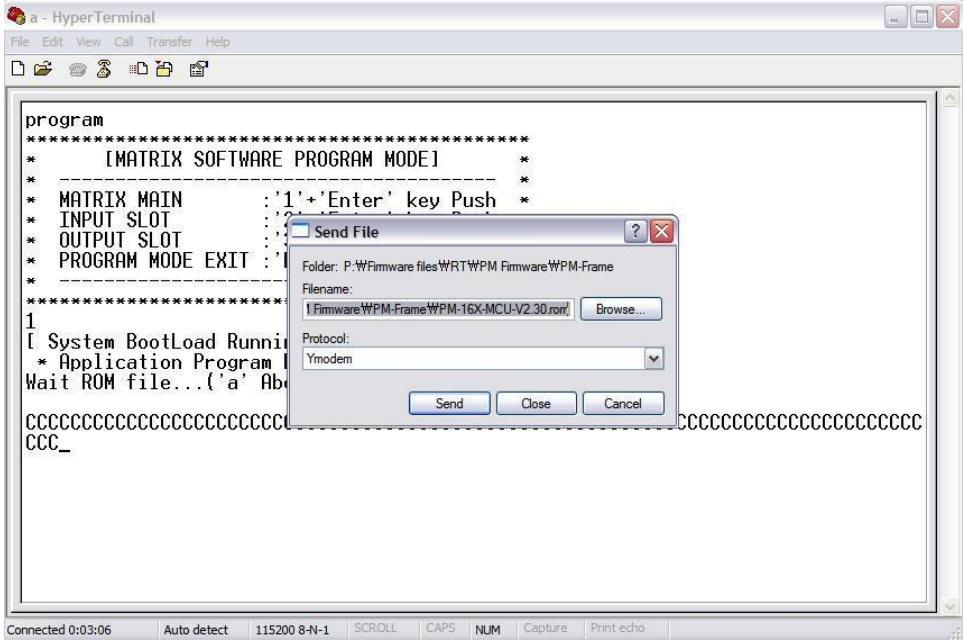 a - HyperTerminal
File Edit View Call Transfer Help
program
************************************************
* [MATRIX SOFTWARE PROGRAM MODE] *
* --------------------------------------- *
* MATRIX MAIN :'1'+'Enter' key Push *
* INPUT SLOT
* OUTPUT SLOT
* PROGRAM MODE EXIT :'
1
[ System BootLoad Runni
* Application Program
Wait ROM file...('a' Ab
CCCCCCCCCCCCCCCCCCCCCCCC
CCCCCCCCCCCCCCCCCCCCCC
CCC_
Send File
Folder: P:₩Firmware files₩RT₩PM Firmware₩PM-Frame
Filename:
Firmware₩PM-Frame₩PM-16X-MCU-V2.30.rom
Browse...
Protocol:
Ymodem
Send Close Cancel
Connected 0:03:06 Auto detect 115200 8-N-1 SCROLL CAPS NUM Capture Print echo